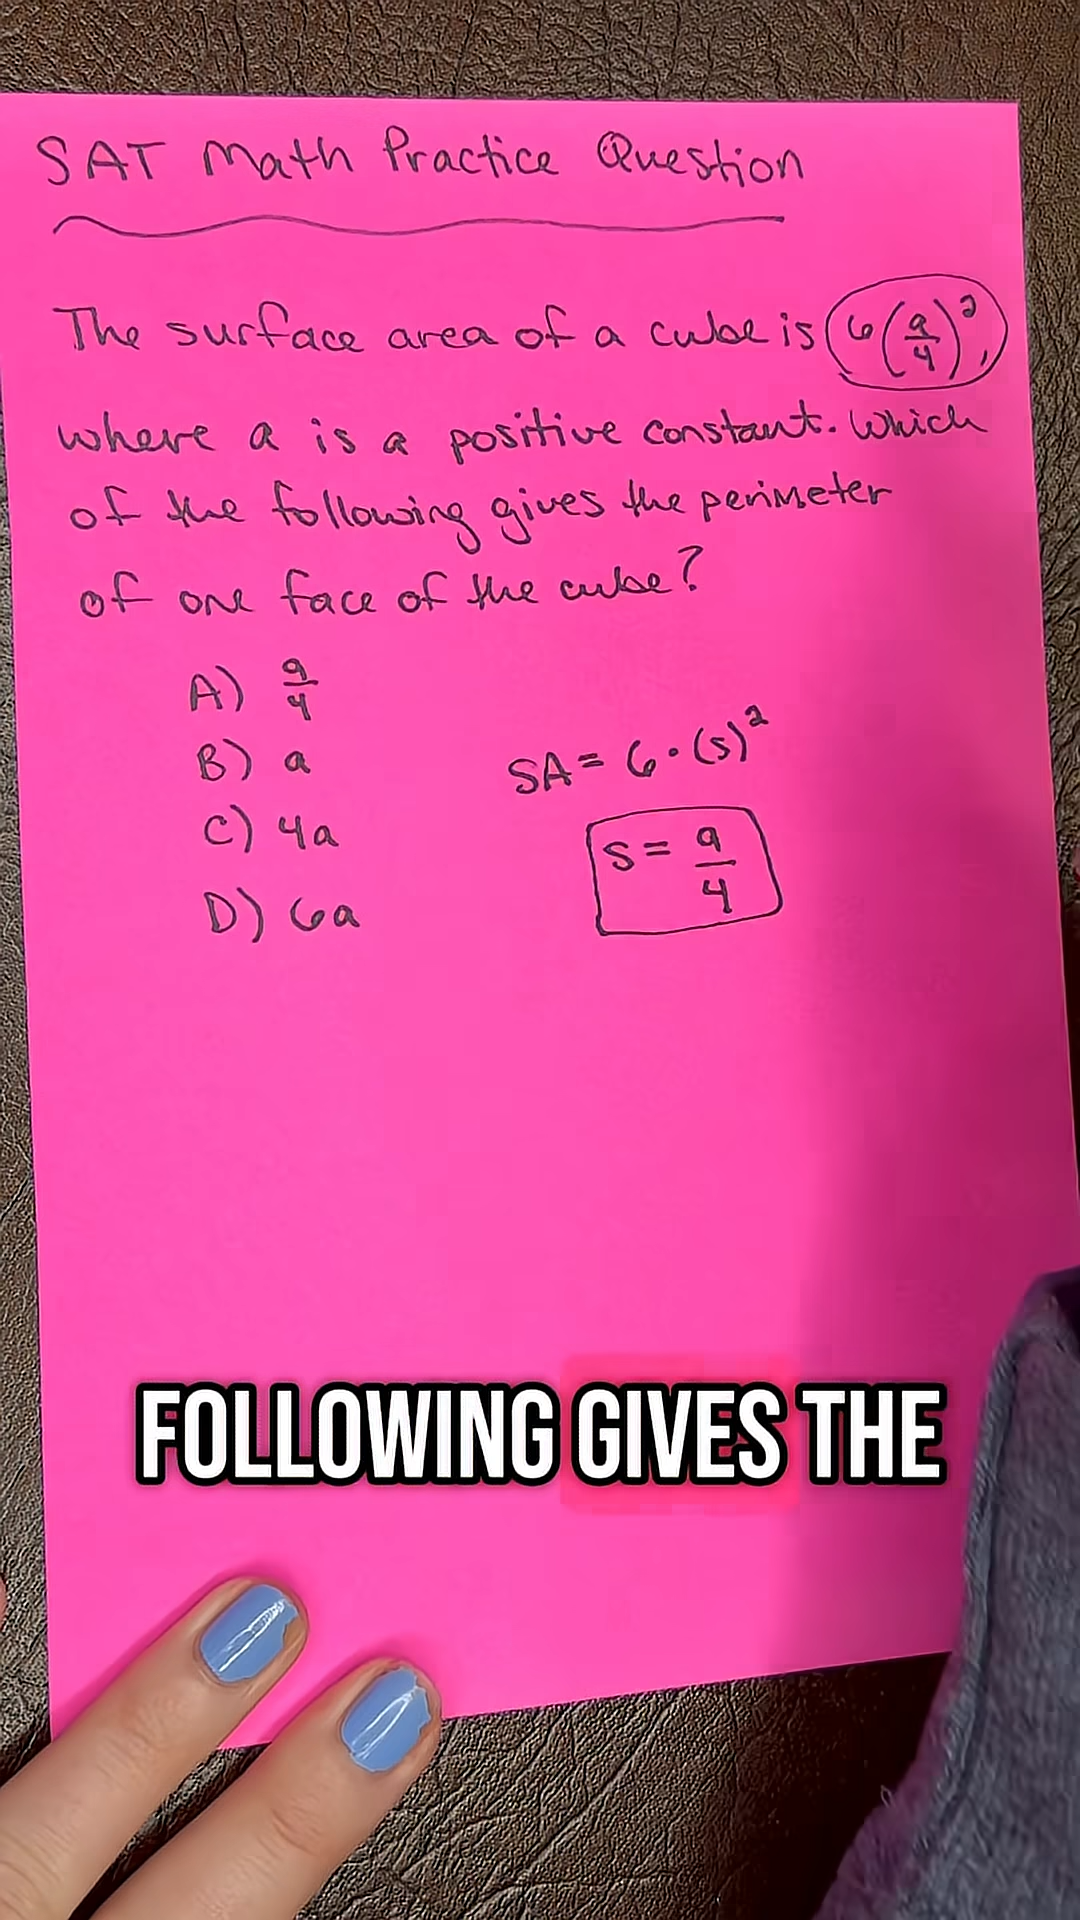 SAT Math Practice Question
The surface area of a cube is 6(a/4)²,
where a is a positive constant. Which
of the following gives the perimeter
of one face of the cube?
A) a/4
B) a
C) 4a
D) 6a
SA = 6 · (s)²
s = a/4
FOLLOWING GIVES THE